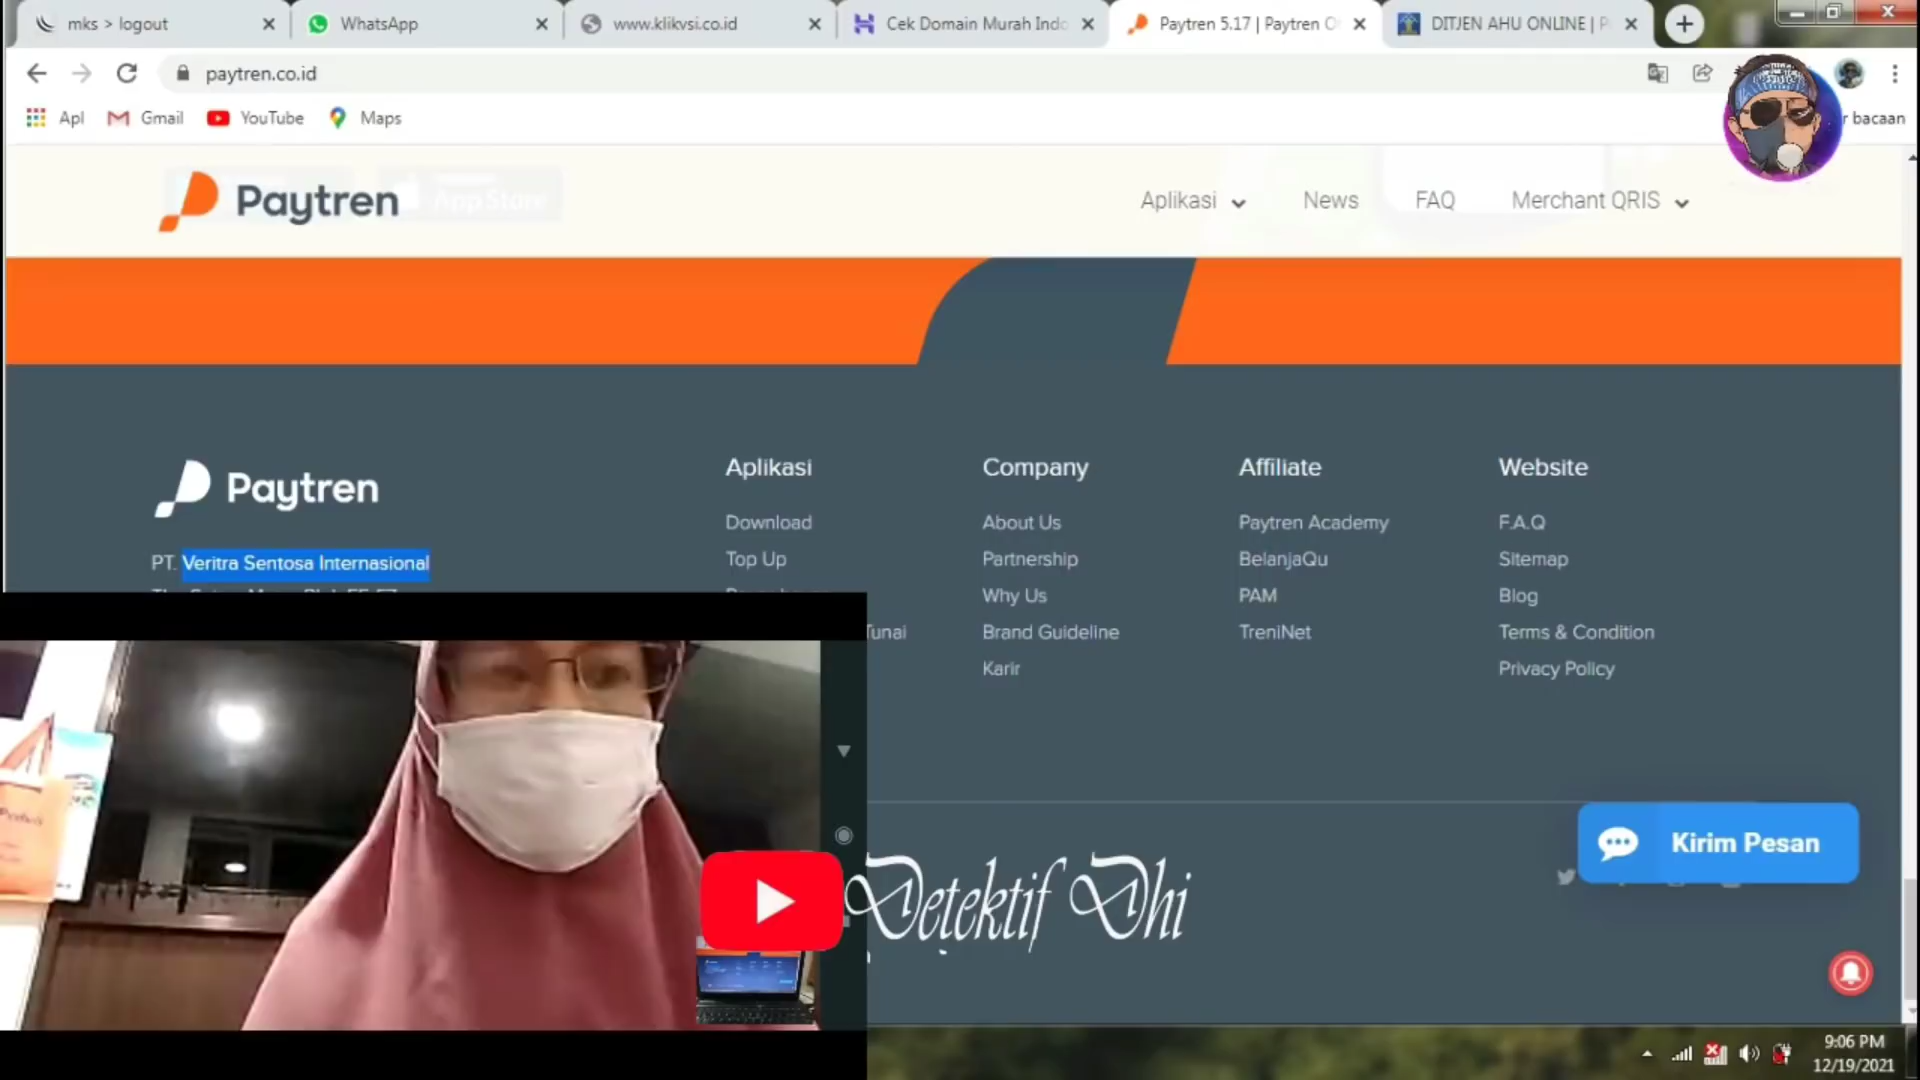 mks > logout
WhatsApp
www.klikvsi.co.id
Cek Domain Murah Indo
Paytren 5.17 | Paytren O
DITJEN AHU ONLINE | P
paytren.co.id
Apl
Gmail
YouTube
Maps
r bacaan
Paytren
App Store
Aplikasi
News
FAQ
Merchant QRIS
Paytren
PT. Veritra Sentosa Internasional
Aplikasi
Download
Top Up
Tunai
Company
About Us
Partnership
Why Us
Brand Guideline
Karir
Affiliate
Paytren Academy
BelanjaQu
PAM
TreniNet
Website
F.A.Q
Sitemap
Blog
Terms & Condition
Privacy Policy
Kirim Pesan
Detektif Dhi
9:06 PM
12/19/2021